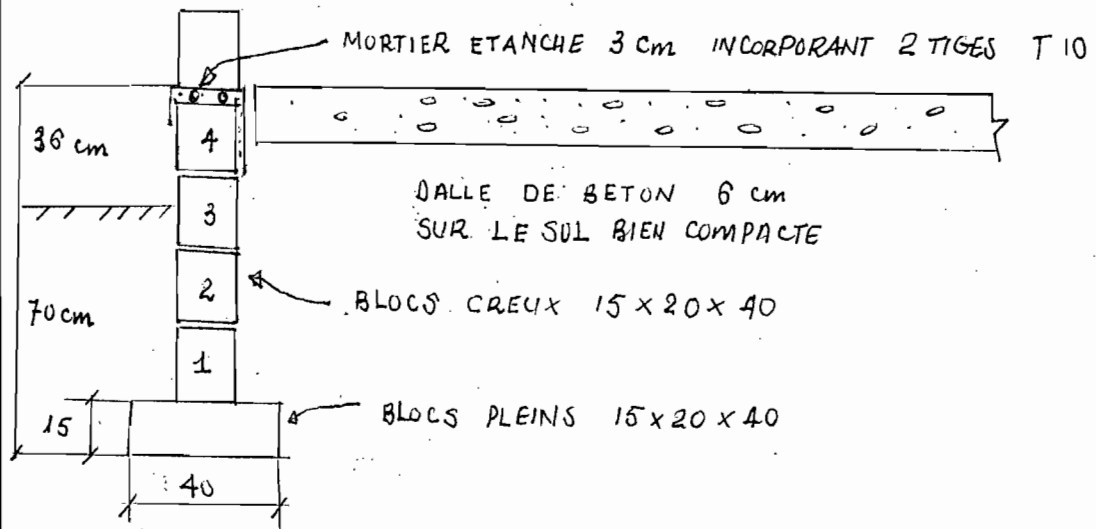 MORTIER ETANCHE 3 cm INCORPORANT 2 TIGES T 10
36 cm
4
DALLE DE BETON 6 cm
SUR LE SOL BIEN COMPACTE
3
2
BLOCS CREUX 15 x 20 x 40
70 cm
1
BLOCS PLEINS 15 x 20 x 40
15
40